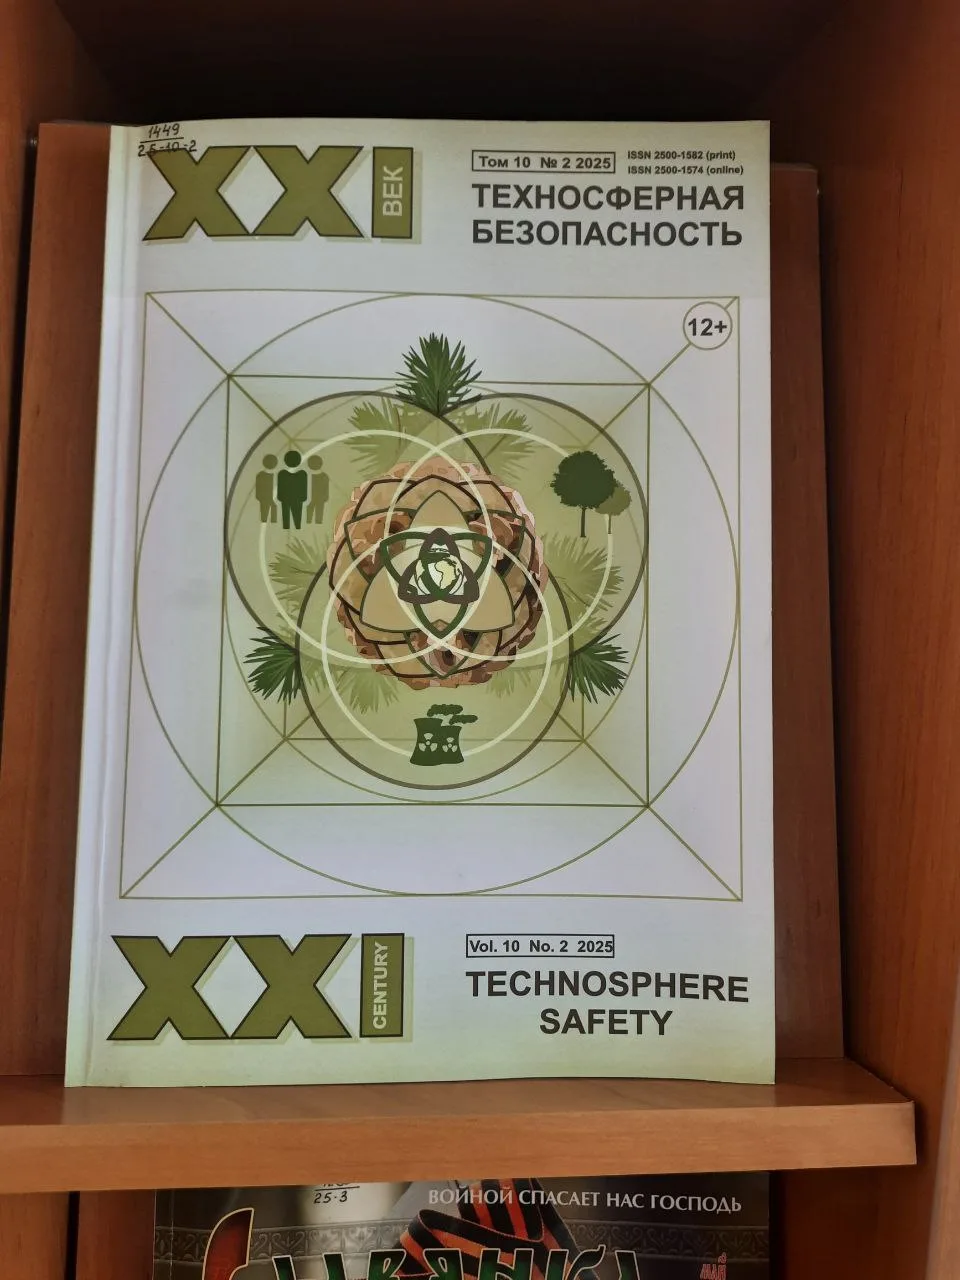 1449
25-10-2
XXI ВЕК
Том 10 № 2 2025
ISSN 2500-1582 (print)
ISSN 2500-1574 (online)
ТЕХНОСФЕРНАЯ
БЕЗОПАСНОСТЬ
12+
XXI CENTURY
Vol. 10 No. 2 2025
TECHNOSPHERE
SAFETY
25-3
ВОЙНОЙ СПАСАЕТ НАС ГОСПОДЬ
СЛАВЯНКА